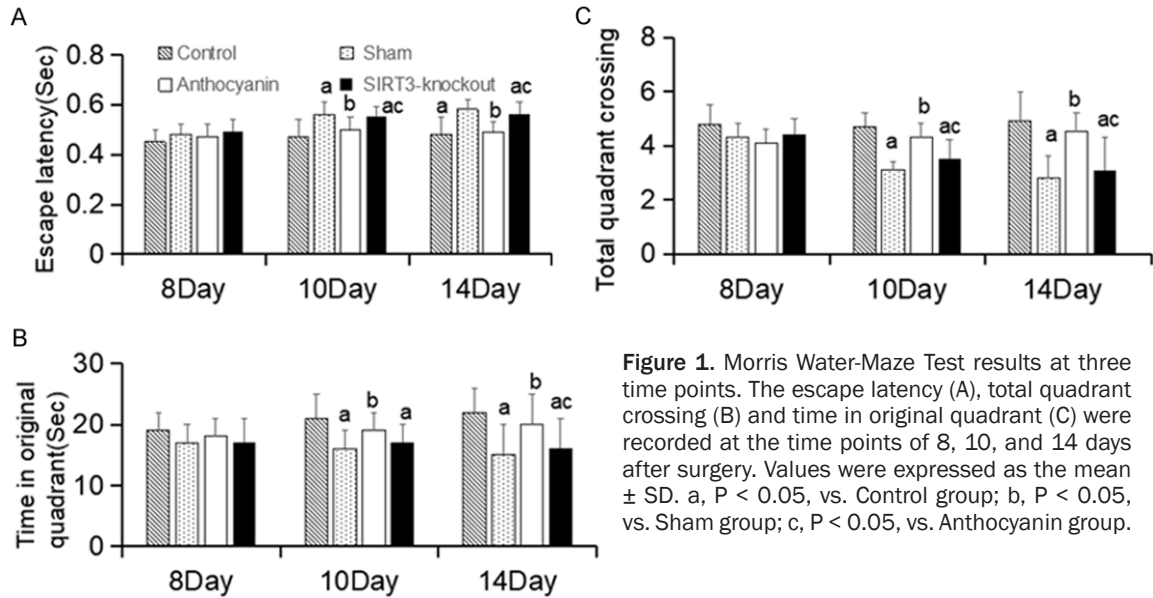 A
Escape latency(Sec)
0.8
0.6
0.4
0.2
0
Control
Sham
Anthocyanin
SIRT3-knockout
a
b
ac
a
b
ac
8Day
10Day
14Day
C
Total quadrant crossing
8
6
4
2
0
a
b
ac
a
b
ac
8Day
10Day
14Day
B
Time in original
quadrant(Sec)
30
20
10
0
a
b
a
a
b
ac
8Day
10Day
14Day
Figure 1. Morris Water-Maze Test results at three
time points. The escape latency (A), total quadrant
crossing (B) and time in original quadrant (C) were
recorded at the time points of 8, 10, and 14 days
after surgery. Values were expressed as the mean
± SD. a, P < 0.05, vs. Control group; b, P < 0.05,
vs. Sham group; c, P < 0.05, vs. Anthocyanin group.